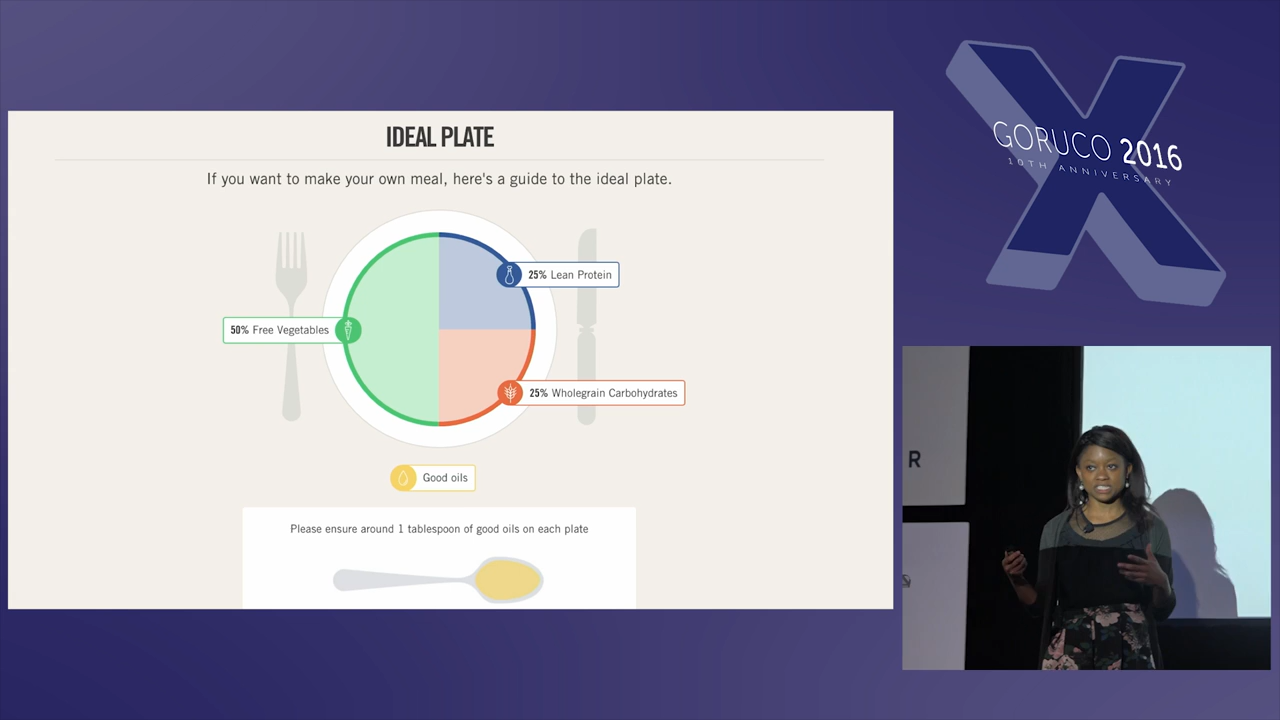 IDEAL PLATE
If you want to make your own meal, here's a guide to the ideal plate.
25% Lean Protein
50% Free Vegetables
25% Wholegrain Carbohydrates
Good oils
Please ensure around 1 tablespoon of good oils on each plate
GORUCO 2016
10TH ANNIVERSARY
R